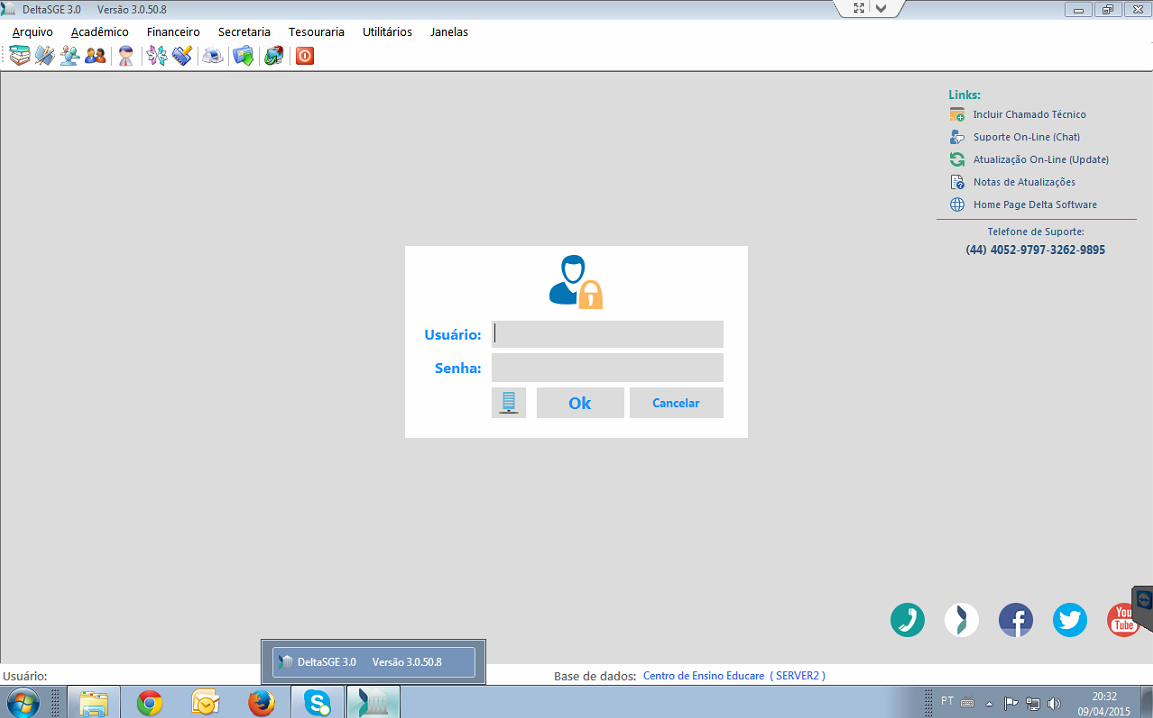 DeltaSGE 3.0 Versão 3.0.50.8
Arquivo Acadêmico Financeiro Secretaria Tesouraria Utilitários Janelas
Links:
Incluir Chamado Técnico
Suporte On-Line (Chat)
Atualização On-Line (Update)
Notas de Atualizações
Home Page Delta Software
Telefone de Suporte:
(44) 4052-9797-3262-9895
Usuário:
Senha:
Ok Cancelar
You
Tube
DeltaSGE 3.0 Versão 3.0.50.8
Usuário: Base de dados: Centro de Ensino Educare ( SERVER2 )
PT 20:32
09/04/2015